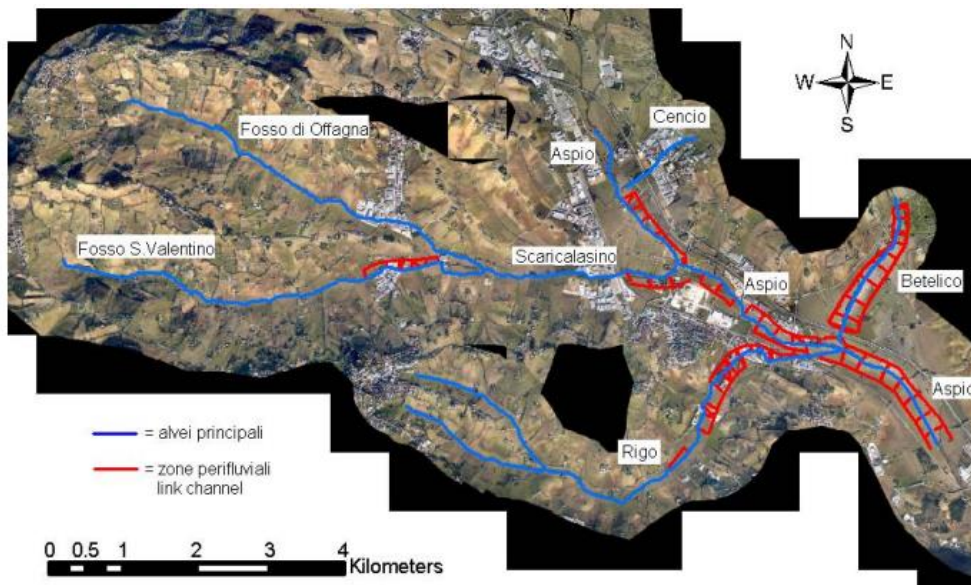 N
W E
S
Cencio
Fosso di Offagna
Aspio
Fosso S.Valentino
Scaricalasino
Betelico
Aspio
Aspio
Rigo
= alvei principali
= zone perifluviali
link channel
0 0.5 1 2 3 4
Kilometers